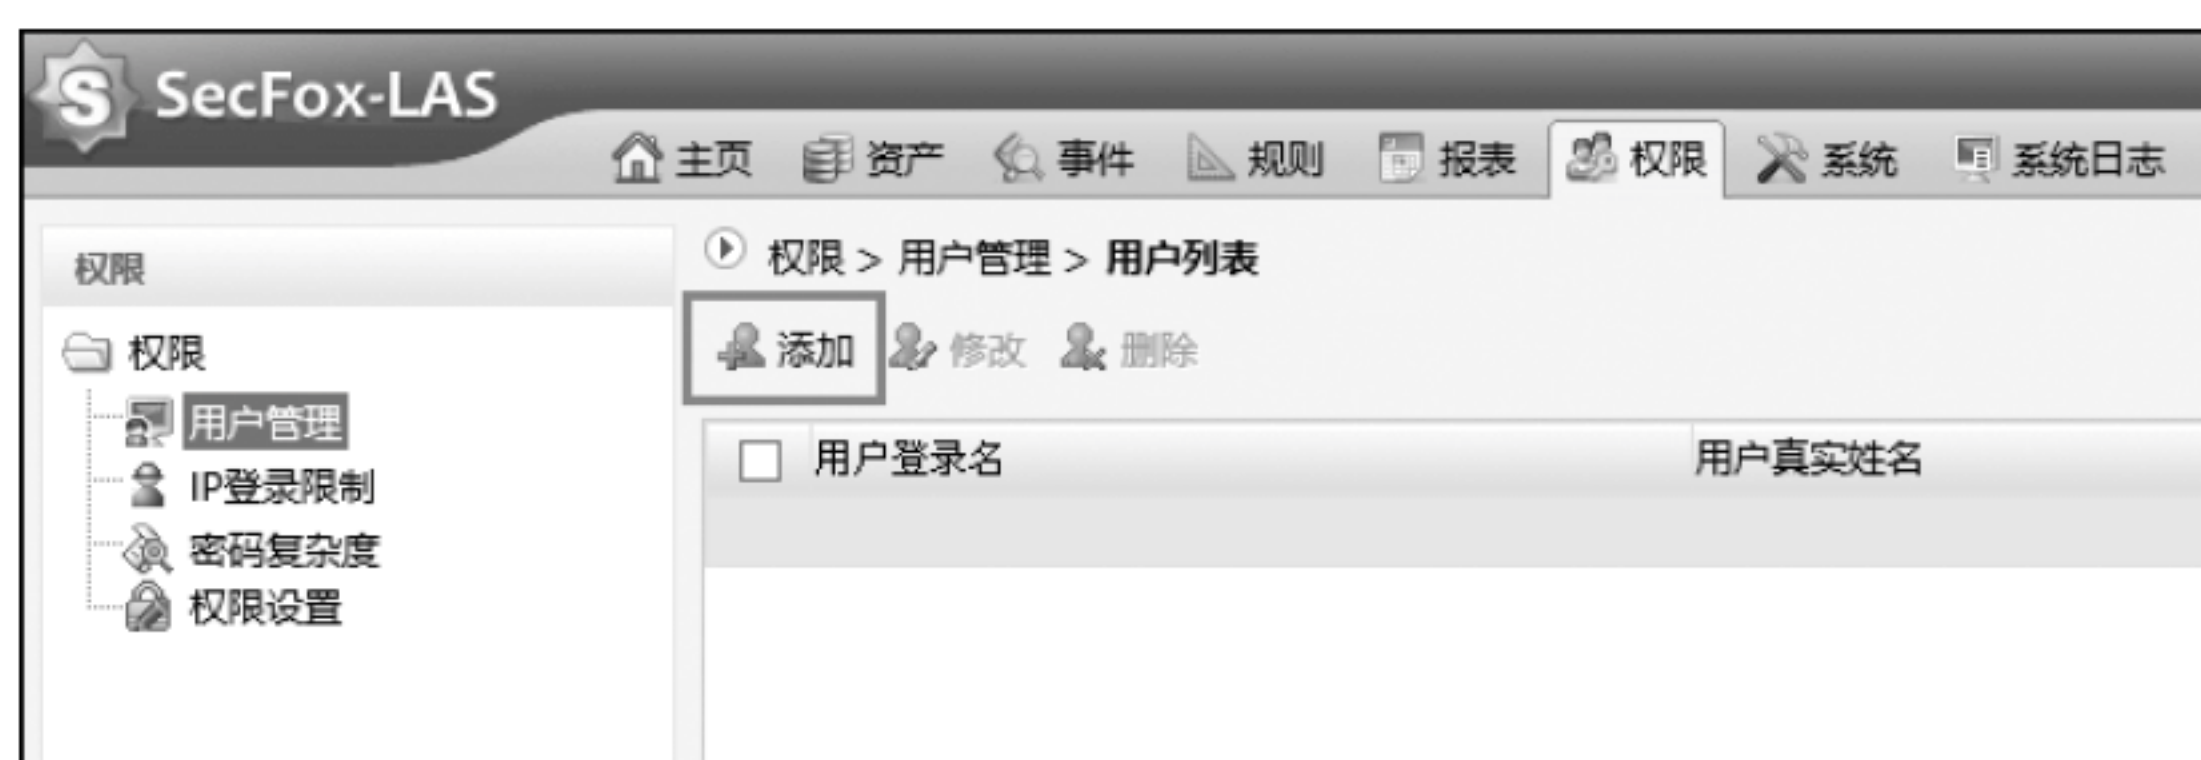 S SecFox-LAS
主页 资产 事件 规则 报表 权限 系统 系统日志
权限
权限
用户管理
IP登录限制
密码复杂度
权限设置
权限 > 用户管理 > 用户列表
添加 修改 删除
用户登录名 用户真实姓名